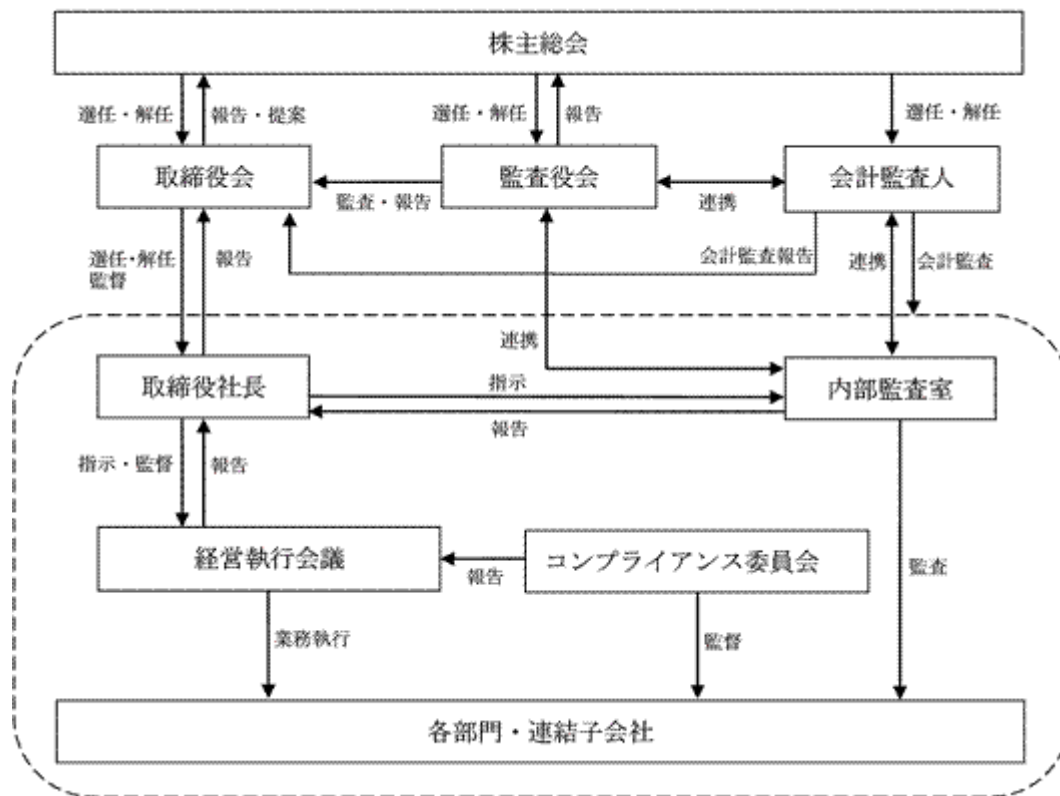 株主総会
選任・解任
報告・提案
選任・解任
報告
選任・解任
取締役会
監査役会
会計監査人
監査・報告
連携
選任・解任
監督
報告
会計監査報告
連携
会計監査
連携
取締役社長
指示
内部監査室
報告
指示・監督
報告
経営執行会議
コンプライアンス委員会
報告
監査
業務執行
監督
各部門・連結子会社